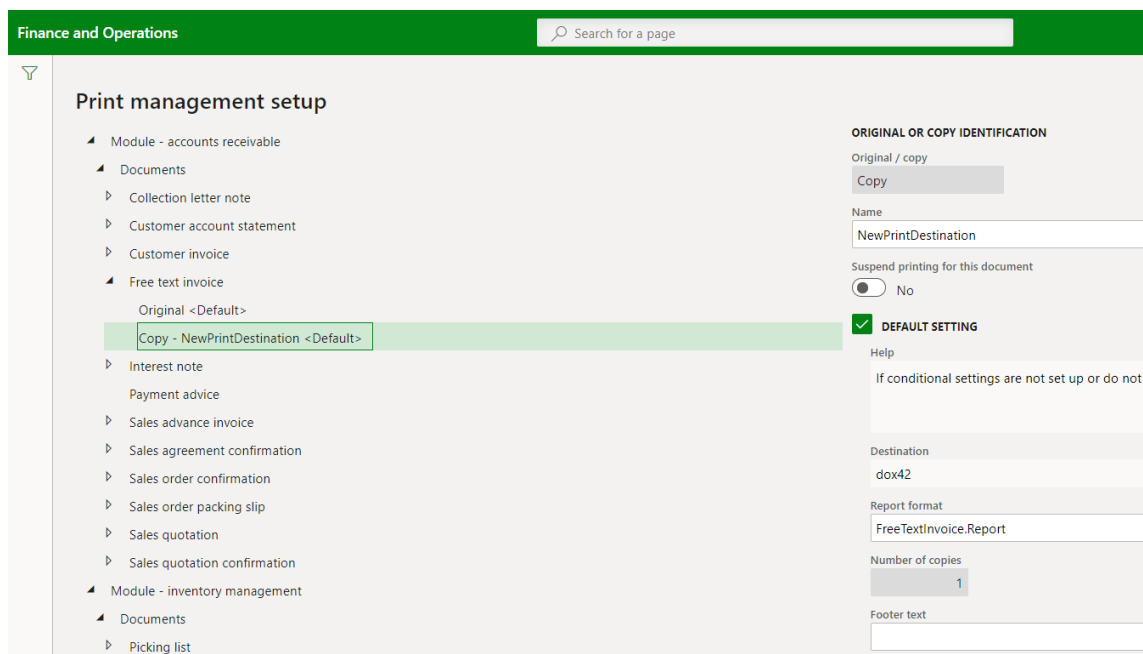 Finance and Operations
Search for a page
Print management setup
Module - accounts receivable
Documents
Collection letter note
Customer account statement
Customer invoice
Free text invoice
Original <Default>
Copy - NewPrintDestination <Default>
Interest note
Payment advice
Sales advance invoice
Sales agreement confirmation
Sales order confirmation
Sales order packing slip
Sales quotation
Sales quotation confirmation
Module - inventory management
Documents
Picking list
ORIGINAL OR COPY IDENTIFICATION
Original / copy
Copy
Name
NewPrintDestination
Suspend printing for this document
No
DEFAULT SETTING
Help
If conditional settings are not set up or do not
Destination
dox42
Report format
FreeTextInvoice.Report
Number of copies
1
Footer text